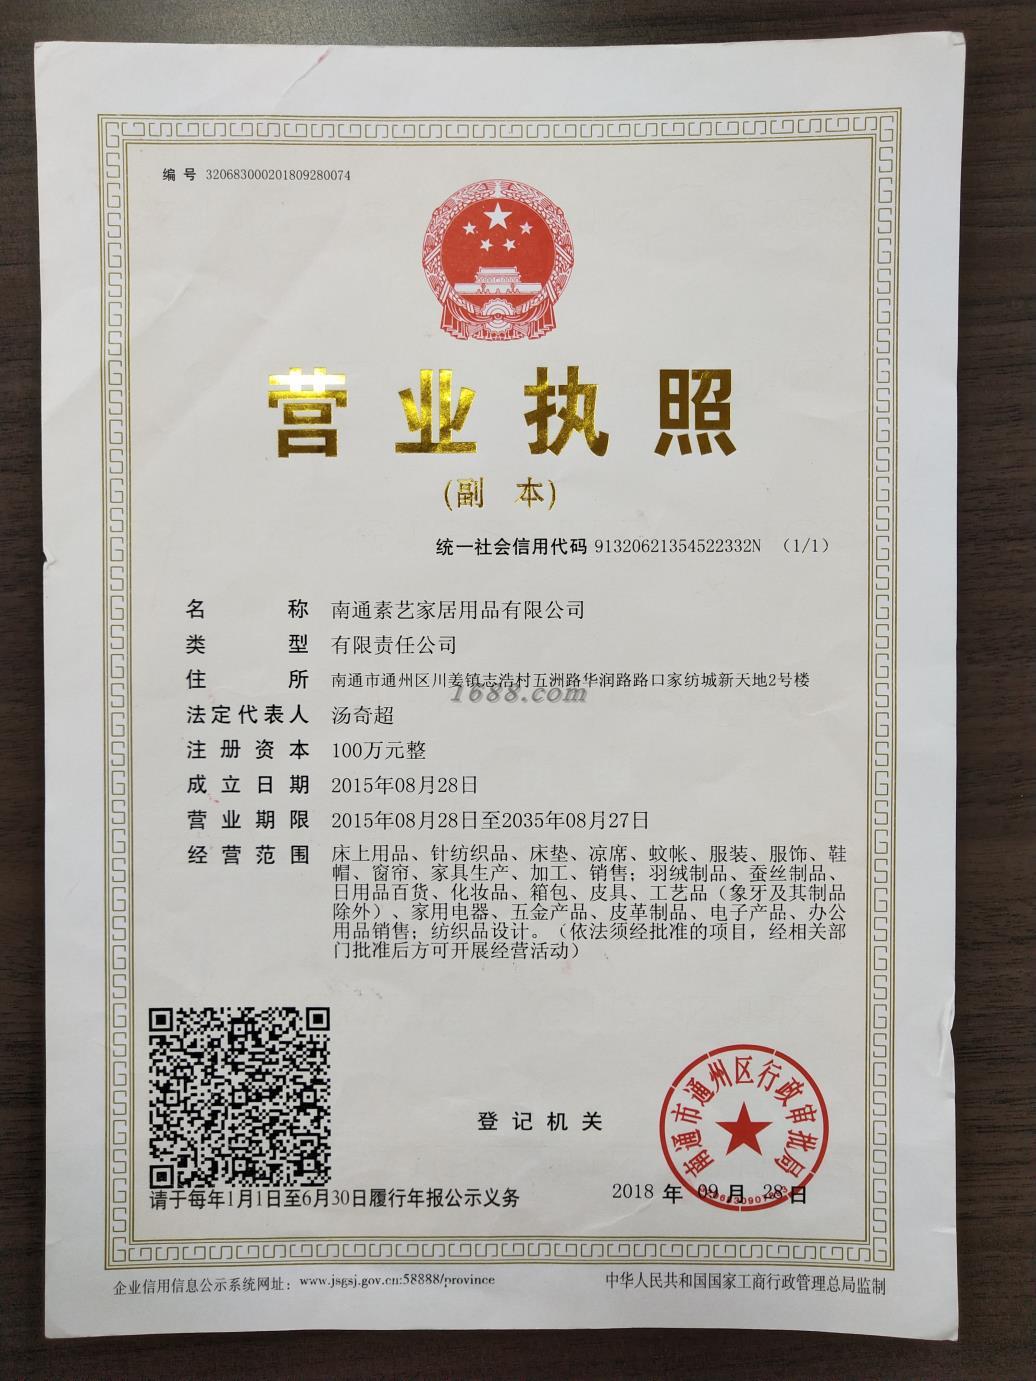 编 号 320683000201809280074
营业执照
(副 本)
统一社会信用代码 91320621354522332N （1/1）
名 称 南通素艺家居用品有限公司
类 型 有限责任公司
住 所 南通市通州区川姜镇志浩村五洲路华润路路口家纺城新天地2号楼
1688.com
法定代表人 汤奇超
注册资本 100万元整
成立日期 2015年08月28日
营业期限 2015年08月28日至2035年08月27日
经营范围 床上用品、针纺织品、床垫、凉席、蚊帐、服装、服饰、鞋
帽、窗帘、家具生产、加工、销售；羽绒制品、蚕丝制品、
日用品百货、化妆品、箱包、皮具、工艺品（象牙及其制品
除外）、家用电器、五金产品、皮革制品、电子产品、办公
用品销售；纺织品设计。（依法须经批准的项目，经相关部
门批准后方可开展经营活动）
南通市通州区行政审批局
登 记 机 关
2018 年 09 月 28 日
请于每年1月1日至6月30日履行年报公示义务
企业信用信息公示系统网址：www.jsgsj.gov.cn:58888/province
中华人民共和国国家工商行政管理总局监制